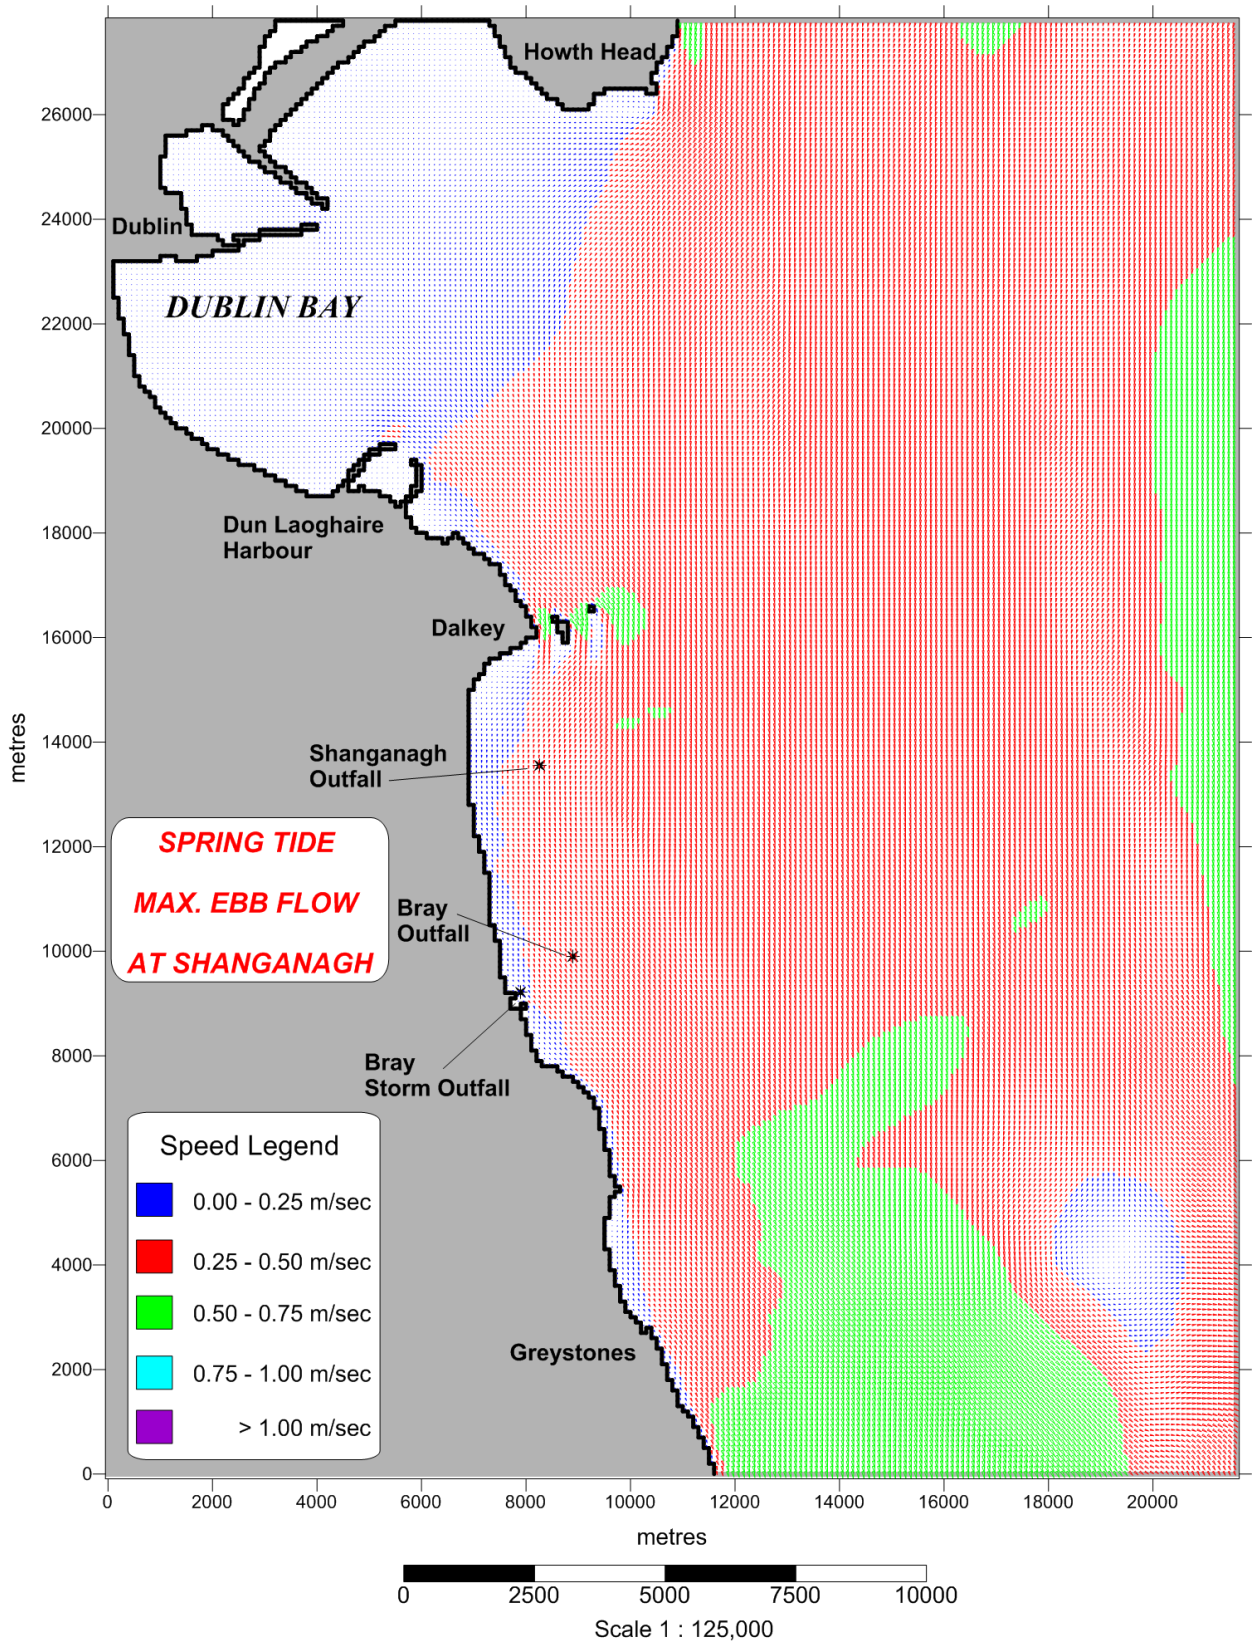 Howth Head
26000
24000
Dublin
DUBLIN BAY
22000
20000
Dun Laoghaire
Harbour
18000
Dalkey
16000
metres
14000
Shanganagh
Outfall
12000
SPRING TIDE
MAX. EBB FLOW
AT SHANGANAGH
Bray
Outfall
10000
8000
Bray
Storm Outfall
Speed Legend
0.00 - 0.25 m/sec
0.25 - 0.50 m/sec
0.50 - 0.75 m/sec
0.75 - 1.00 m/sec
> 1.00 m/sec
6000
4000
Greystones
2000
0
0 2000 4000 6000 8000 10000 12000 14000 16000 18000 20000
metres
0 2500 5000 7500 10000
Scale 1 : 125,000